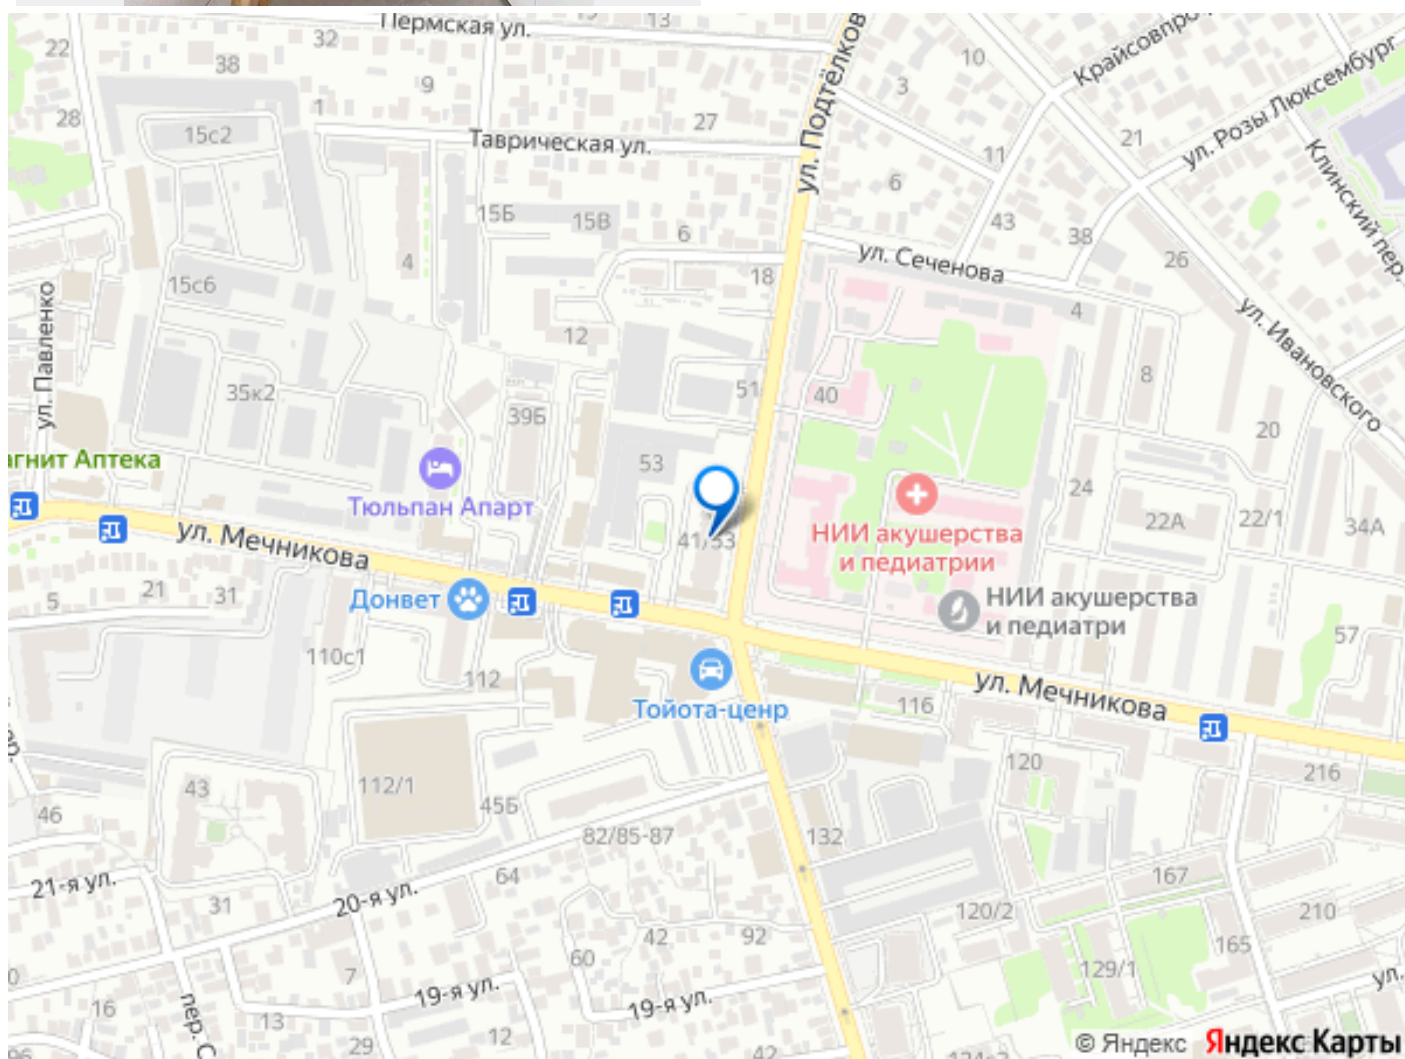 Пермская ул.
13
22
32
38
9
10
Крайсовпро
ул. Подтёлков
3
28
1
27
21
15с2
Таврическая ул.
11
ул. Розы Люксембург
Клинский пер.
6
15Б
15В
6
43
38
4
18
ул. Сеченова
26
15с6
4
ул. Павленко
12
ул. Ивановского
8
35к2
51
40
39Б
20
агнит Аптека
53
24
Тюльпан Апарт
22А
22/1
34А
ул. Мечникова
41/53
НИИ акушерства
и педиатрии
5
21
31
Донвет
НИИ акушерства
и педиатри
57
110с1
112
ул. Мечникова
Тойота-ценр
116
120
216
43
112/1
46
45Б
82/85-87
132
21-я ул.
64
167
31
20-я ул.
120/2
210
42
92
165
60
7
129/1
19-я ул.
ул.
19-я ул.
16
пер. С
13
12
29
42
© Яндекс Яндекс Карты